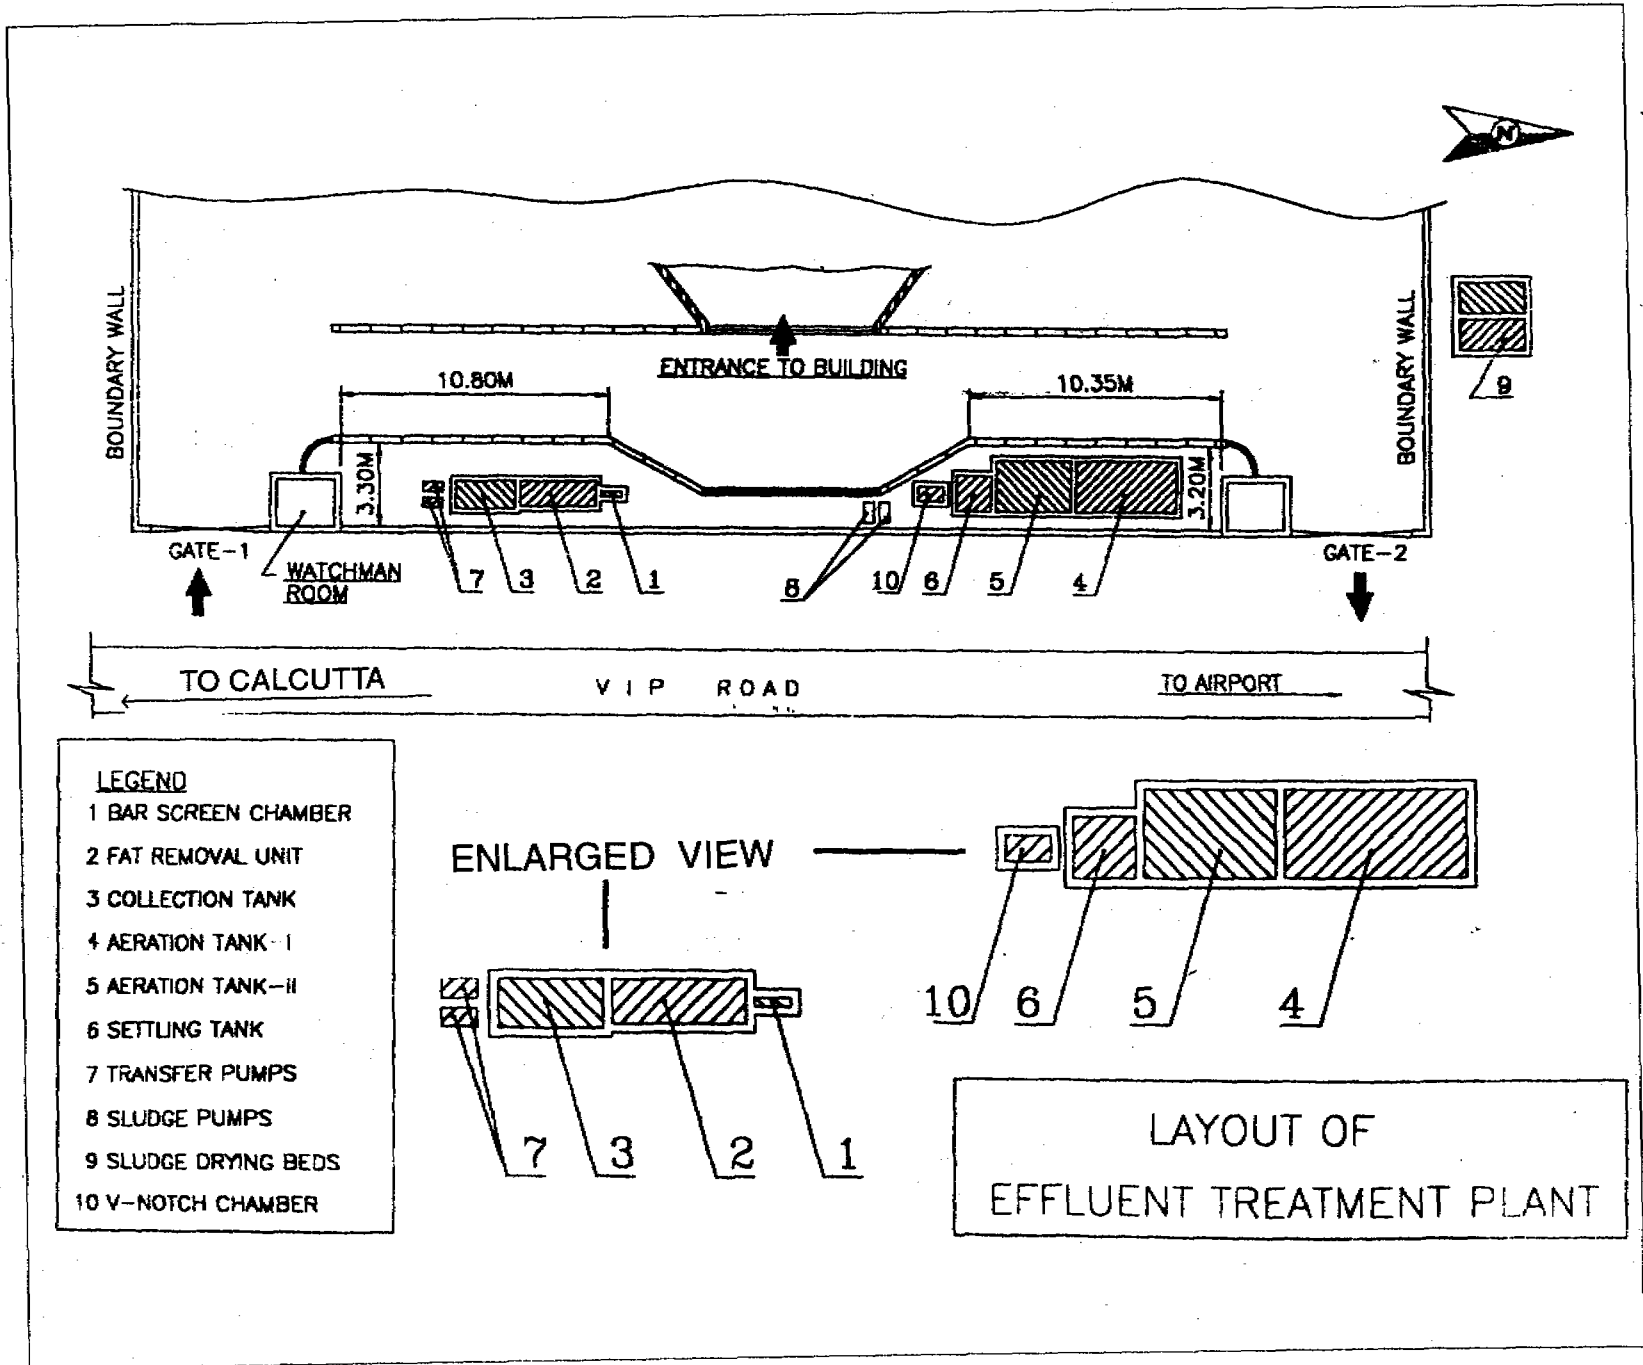 N
BOUNDARY WALL
BOUNDARY WALL
ENTRANCE TO BUILDING
10.80M
10.35M
9
3.30M
3.20M
GATE-1
GATE-2
WATCHMAN
ROOM
7
3
2
1
8
10
6
5
4
TO CALCUTTA
VIP ROAD
TO AIRPORT
LEGEND
1 BAR SCREEN CHAMBER
2 FAT REMOVAL UNIT
3 COLLECTION TANK
4 AERATION TANK-I
5 AERATION TANK-II
6 SETTLING TANK
7 TRANSFER PUMPS
8 SLUDGE PUMPS
9 SLUDGE DRYING BEDS
10 V-NOTCH CHAMBER
ENLARGED VIEW
10
6
5
4
7
3
2
1
LAYOUT OF
EFFLUENT TREATMENT PLANT